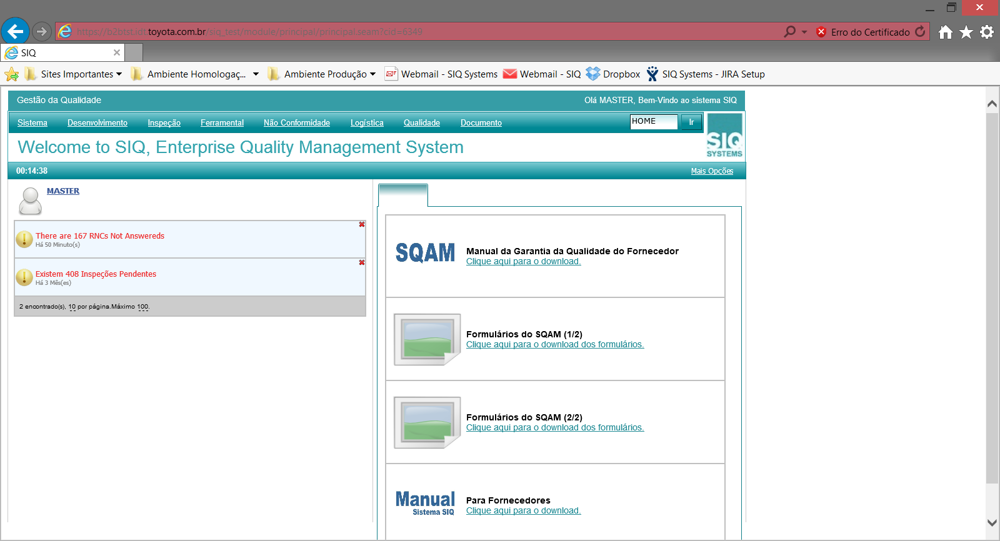 https://b2btst.idt.toyota.com.br/siq_test/module/principal/principal.seam?cid=6349
Erro do Certificado
SIQ
Sites Importantes
Ambiente Homologaç...
Ambiente Produção
Webmail - SIQ Systems
Webmail - SIQ
Dropbox
SIQ Systems - JIRA Setup
Gestão da Qualidade
Olá MASTER, Bem-Vindo ao sistema SIQ
Sistema
Desenvolvimento
Inspeção
Ferramental
Não Conformidade
Logística
Qualidade
Documento
HOME
Ir
SIQ
SYSTEMS
Welcome to SIQ, Enterprise Quality Management System
00:14:38
Mais Opções
MASTER
There are 167 RNCs Not Answereds
Há 50 Minuto(s)
Existem 408 Inspeções Pendentes
Há 3 Mês(es)
2 encontrado(s), 10 por página.Máximo 100.
SQAM
Manual da Garantia da Qualidade do Fornecedor
Clique aqui para o download.
Formulários do SQAM (1/2)
Clique aqui para o download dos formulários.
Formulários do SQAM (2/2)
Clique aqui para o download dos formulários.
Manual
Sistema SIQ
Para Fornecedores
Clique aqui para o download.